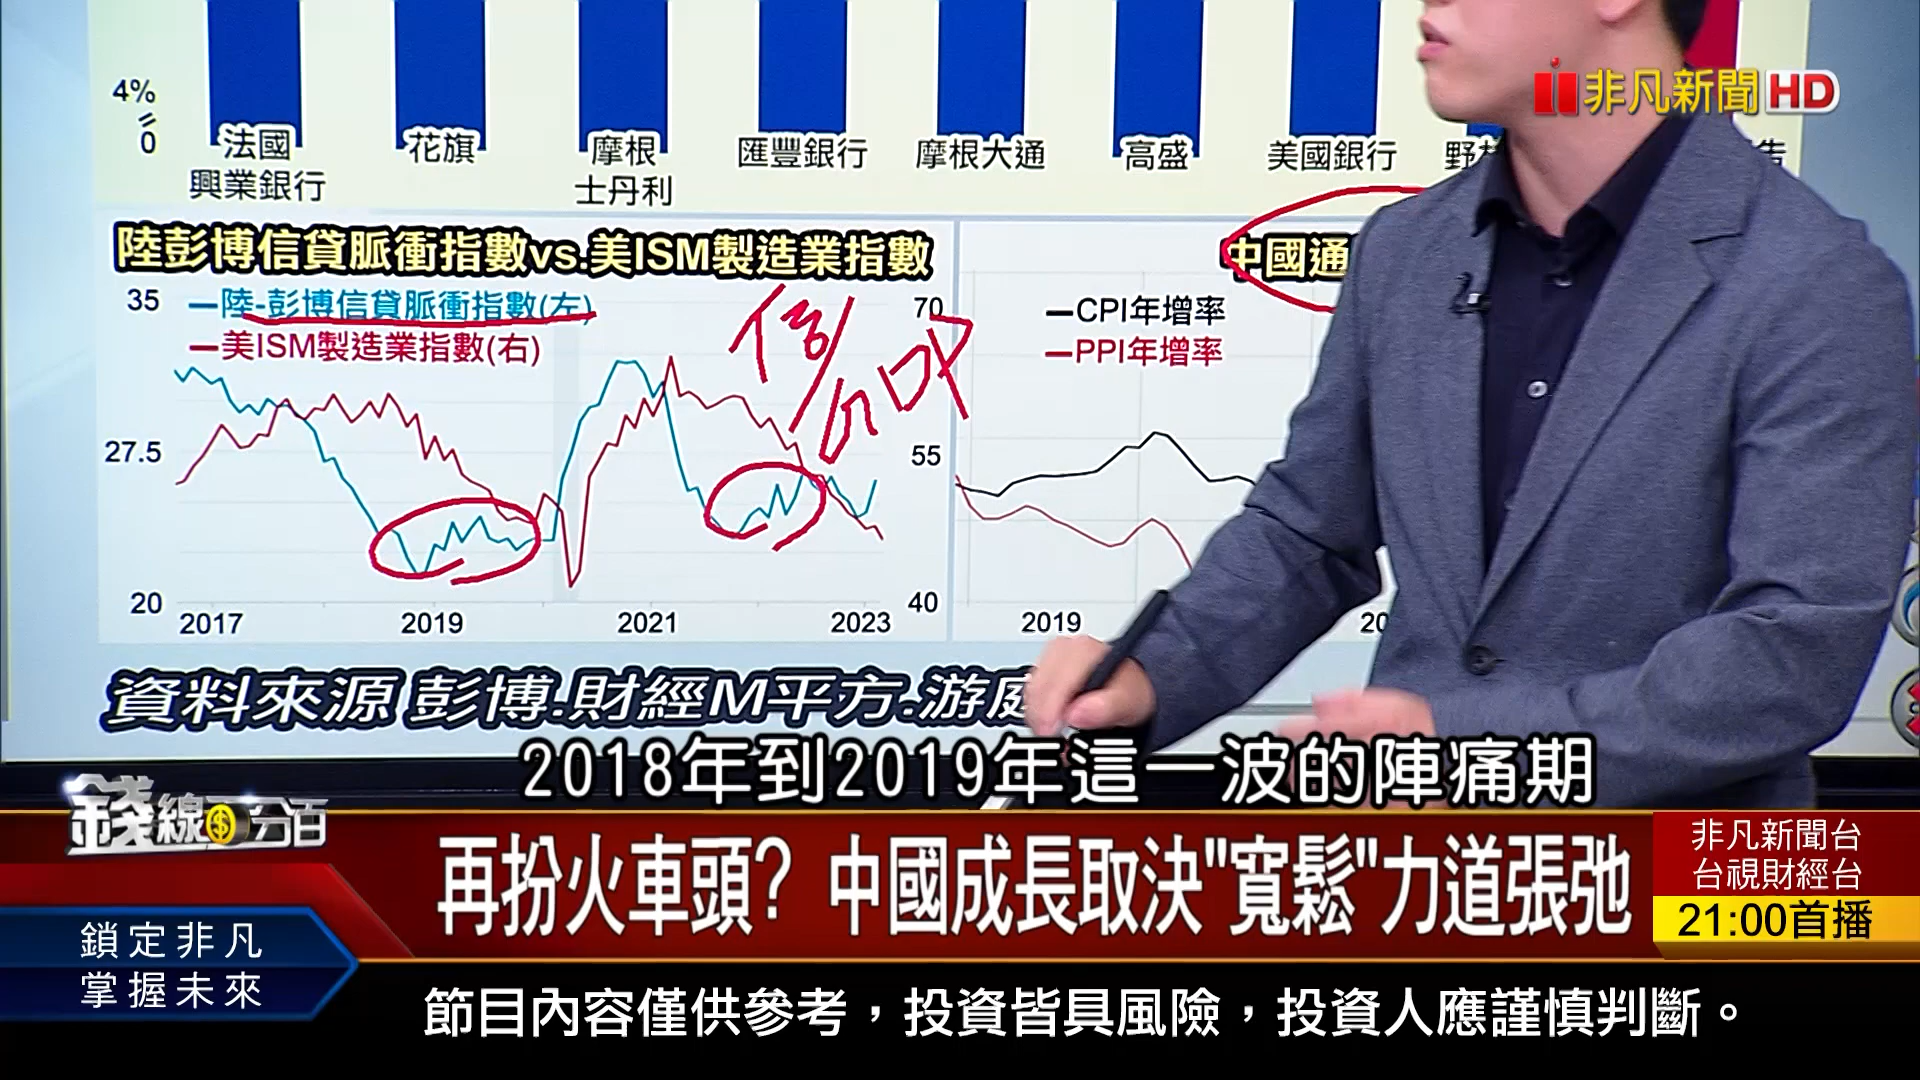 4%
0
法國
興業銀行
花旗
摩根
士丹利
匯豐銀行
摩根大通
高盛
美國銀行
野
告
非凡新聞HD
陸彭博信貸脈衝指數vs.美ISM製造業指數
35
陸-彭博信貸脈衝指數(左)
美ISM製造業指數(右)
70
27.5
55
20
40
2017
2019
2021
2023
信/GDP
中國通
CPI年增率
PPI年增率
2019
20
資料來源 彭博.財經M平方.游庭
2018年到2019年這一波的陣痛期
錢線百分百
再扮火車頭? 中國成長取決"寬鬆"力道張弛
非凡新聞台
台視財經台
21:00首播
鎖定非凡
掌握未來
節目內容僅供參考，投資皆具風險，投資人應謹慎判斷。